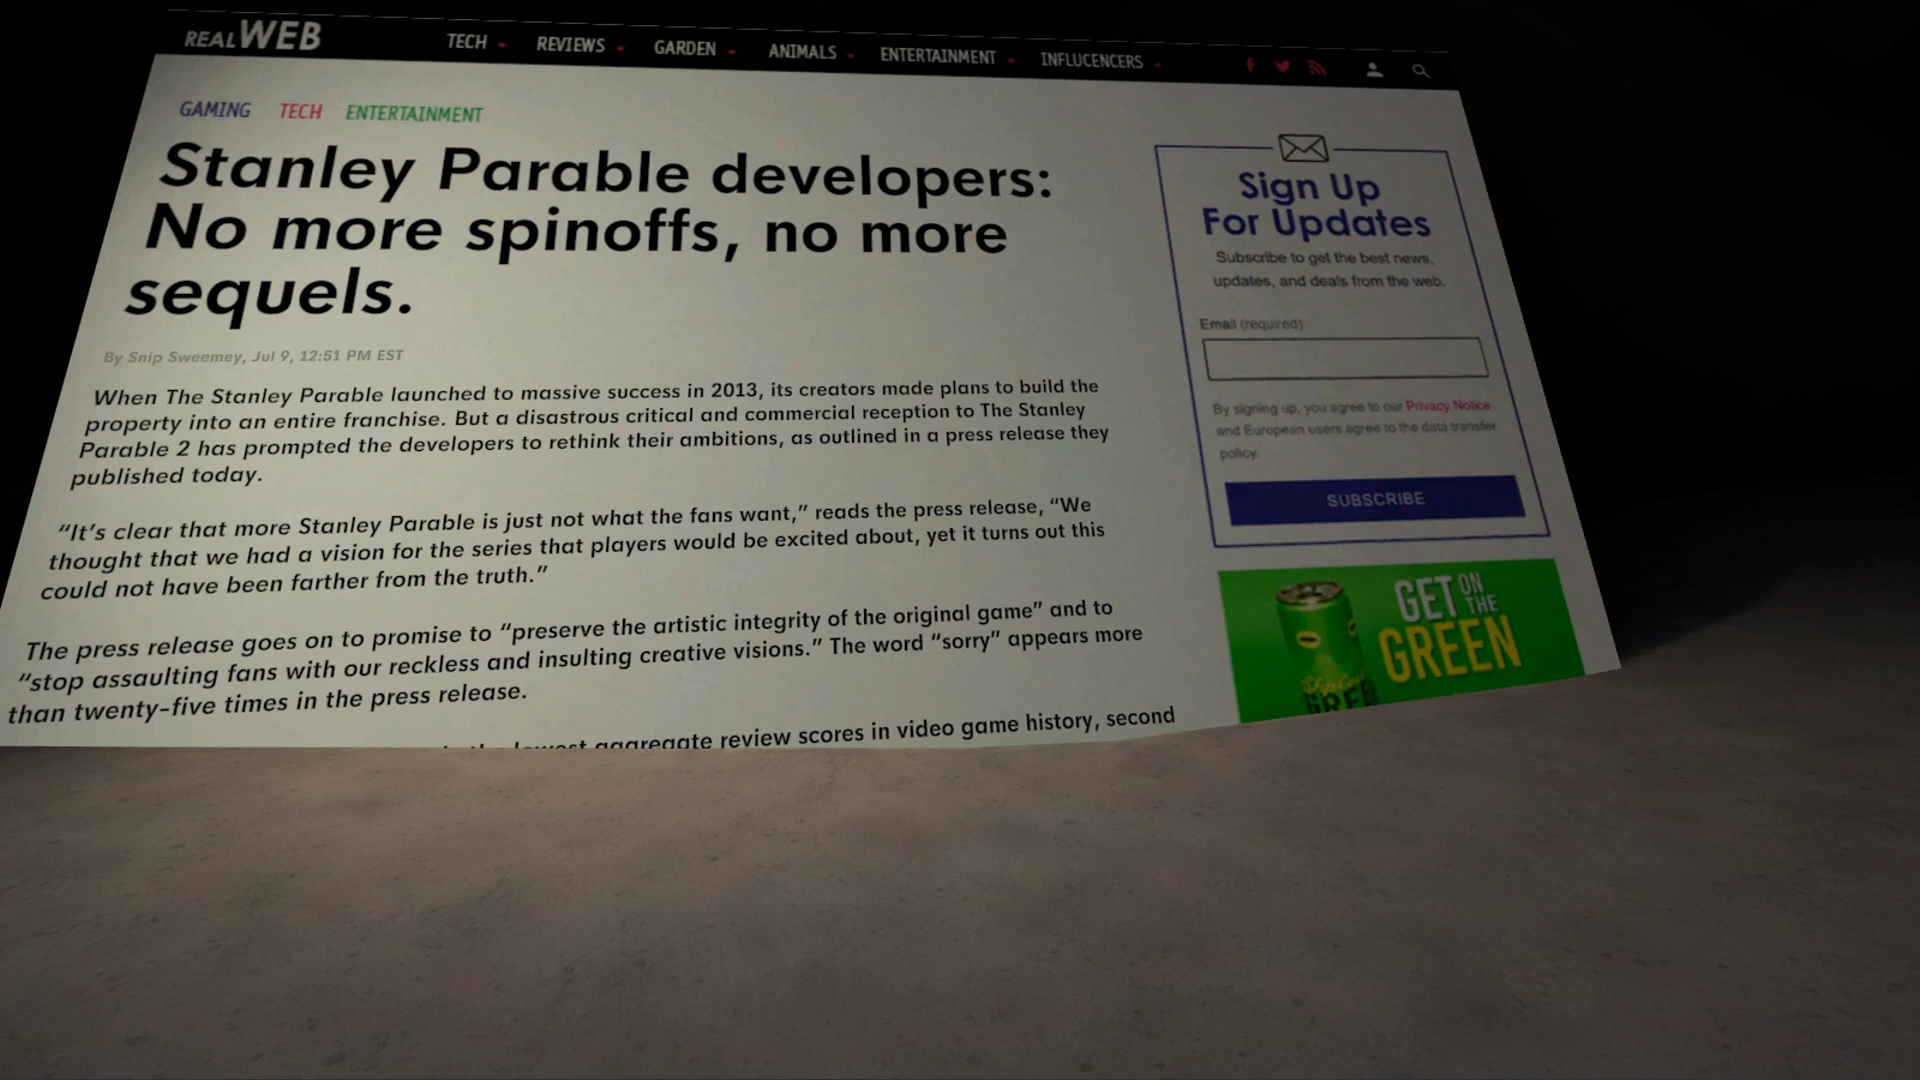 REALWEB
TECH REVIEWS GARDEN ANIMALS ENTERTAINMENT INFLUCENCERS
GAMING TECH ENTERTAINMENT
Stanley Parable developers:
No more spinoffs, no more
sequels.
By Snip Sweemey, Jul 9, 12:51 PM EST
When The Stanley Parable launched to massive success in 2013, its creators made plans to build the
property into an entire franchise. But a disastrous critical and commercial reception to The Stanley
Parable 2 has prompted the developers to rethink their ambitions, as outlined in a press release they
published today.
“It’s clear that more Stanley Parable is just not what the fans want,” reads the press release, “We
thought that we had a vision for the series that players would be excited about, yet it turns out this
could not have been farther from the truth.”
The press release goes on to promise to “preserve the artistic integrity of the original game” and to
“stop assaulting fans with our reckless and insulting creative visions.” The word “sorry” appears more
than twenty-five times in the press release.
lowest aggregate review scores in video game history, second
Sign Up
For Updates
Subscribe to get the best news,
updates, and deals from the web.
Email (required)
By signing up, you agree to our Privacy Notice
and European users agree to the data transfer
policy.
SUBSCRIBE
GET ON
THE
GREEN